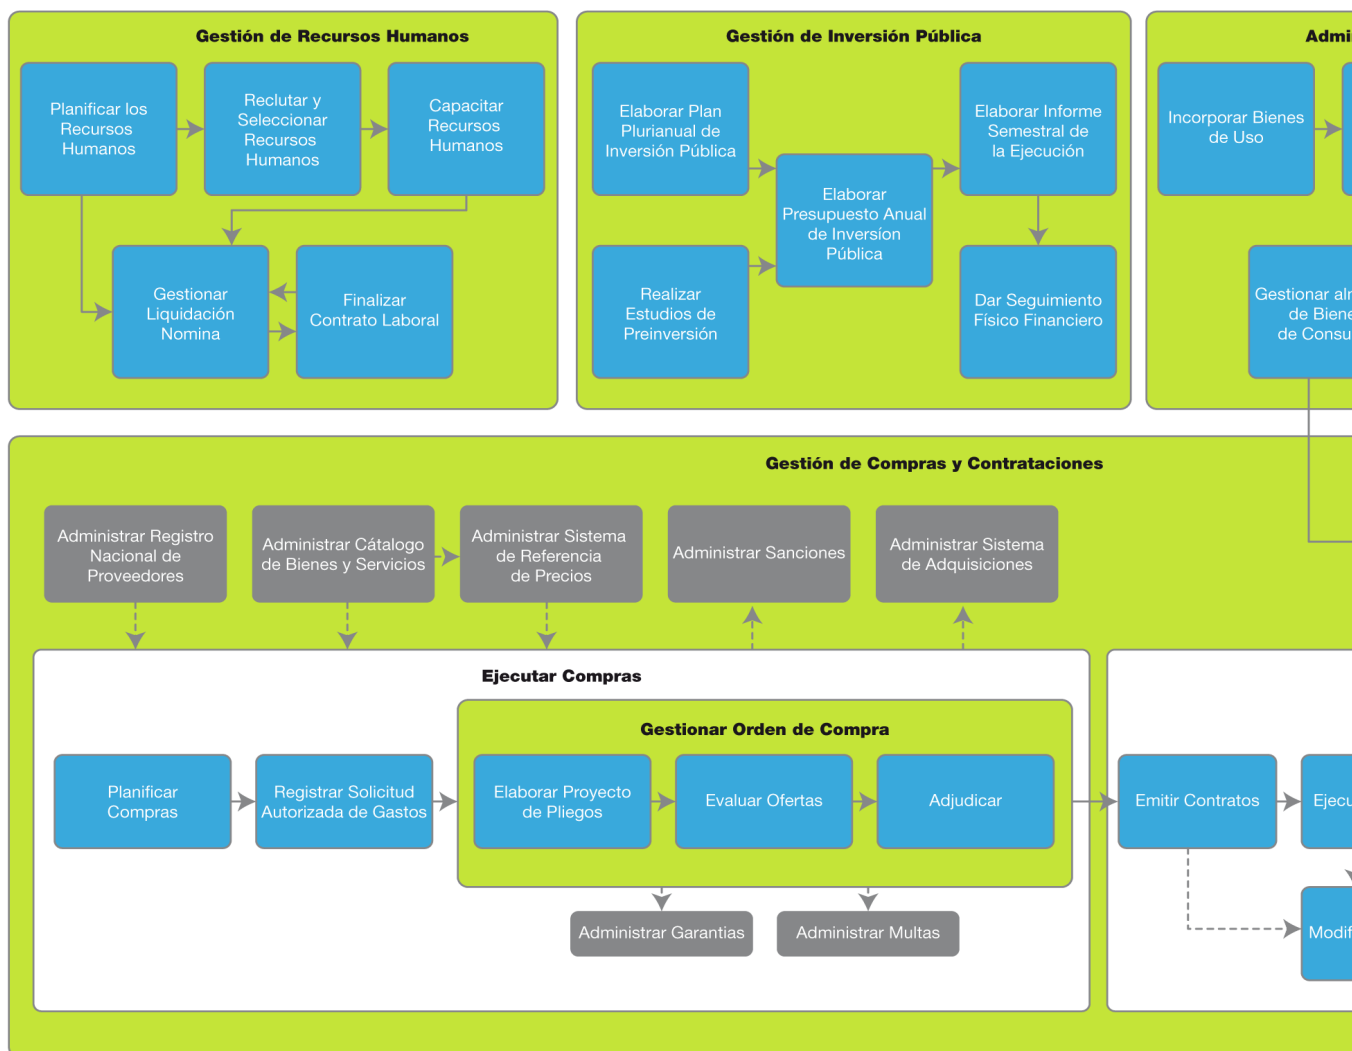 Gestión de Recursos Humanos
Planificar los
Recursos
Humanos
Reclutar y
Seleccionar
Recursos
Humanos
Capacitar
Recursos
Humanos
Gestionar
Liquidación
Nomina
Finalizar
Contrato Laboral
Gestión de Inversión Pública
Elaborar Plan
Plurianual de
Inversión Pública
Elaborar
Presupuesto Anual
de Inversíon
Pública
Elaborar Informe
Semestral de
la Ejecución
Realizar
Estudios de
Preinversión
Dar Seguimiento
Físico Financiero
Incorporar Bienes
de Uso
Gestionar
de
de
Gestión de Compras y Contrataciones
Administrar Registro
Nacional de
Proveedores
Administrar Cátalogo
de Bienes y Servicios
Administrar Sistema
de Referencia
de Precios
Administrar Sanciones
Administrar Sistema
de Adquisiciones
Ejecutar Compras
Gestionar Orden de Compra
Planificar
Compras
Registrar Solicitud
Autorizada de Gastos
Elaborar Proyecto
de Pliegos
Evaluar Ofertas
Adjudicar
Emitir Contratos
Administrar Garantias
Administrar Multas